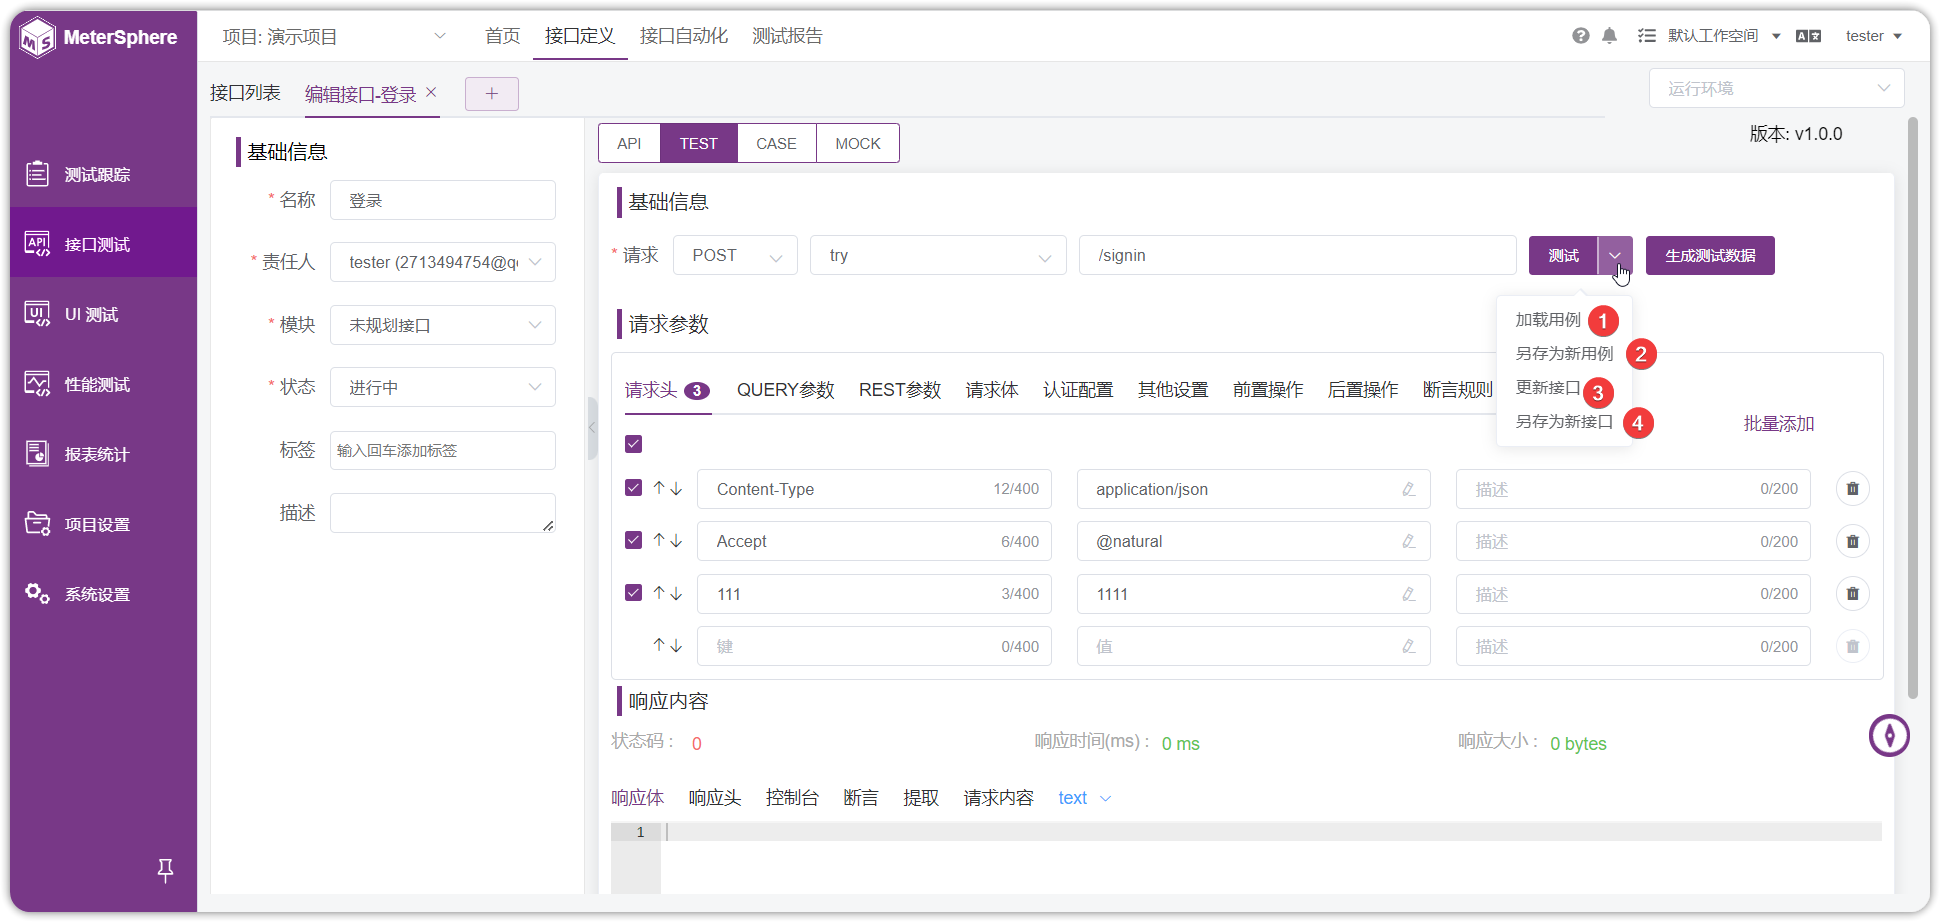 MeterSphere
项目: 演示项目
首页 接口定义 接口自动化 测试报告
默认工作空间
tester
接口列表 编辑接口-登录
运行环境
测试跟踪
接口测试
UI 测试
性能测试
报表统计
项目设置
系统设置
基础信息
* 名称 登录
* 责任人 tester (2713494754@q
* 模块 未规划接口
* 状态 进行中
标签 输入回车添加标签
描述
API TEST CASE MOCK
版本: v1.0.0
基础信息
* 请求 POST try /signin 测试 生成测试数据
加载用例 1
另存为新用例 2
更新接口 3
另存为新接口 4
请求参数
请求头 3 QUERY参数 REST参数 请求体 认证配置 其他设置 前置操作 后置操作 断言规则
批量添加
Content-Type 12/400 application/json 描述 0/200
Accept 6/400 @natural 描述 0/200
111 3/400 1111 描述 0/200
键 0/400 值 描述 0/200
响应内容
状态码 : 0 响应时间(ms) : 0 ms 响应大小 : 0 bytes
响应体 响应头 控制台 断言 提取 请求内容 text
1